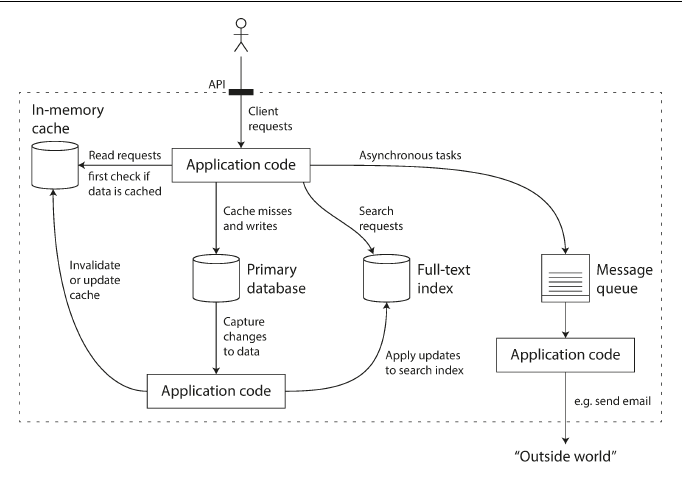 API
In-memory
cache
Client
requests
Read requests
first check if
data is cached
Application code
Asynchronous tasks
Cache misses
and writes
Search
requests
Invalidate
or update
cache
Primary
database
Full-text
index
Message
queue
Capture
changes
to data
Apply updates
to search index
Application code
Application code
e.g. send email
“Outside world”